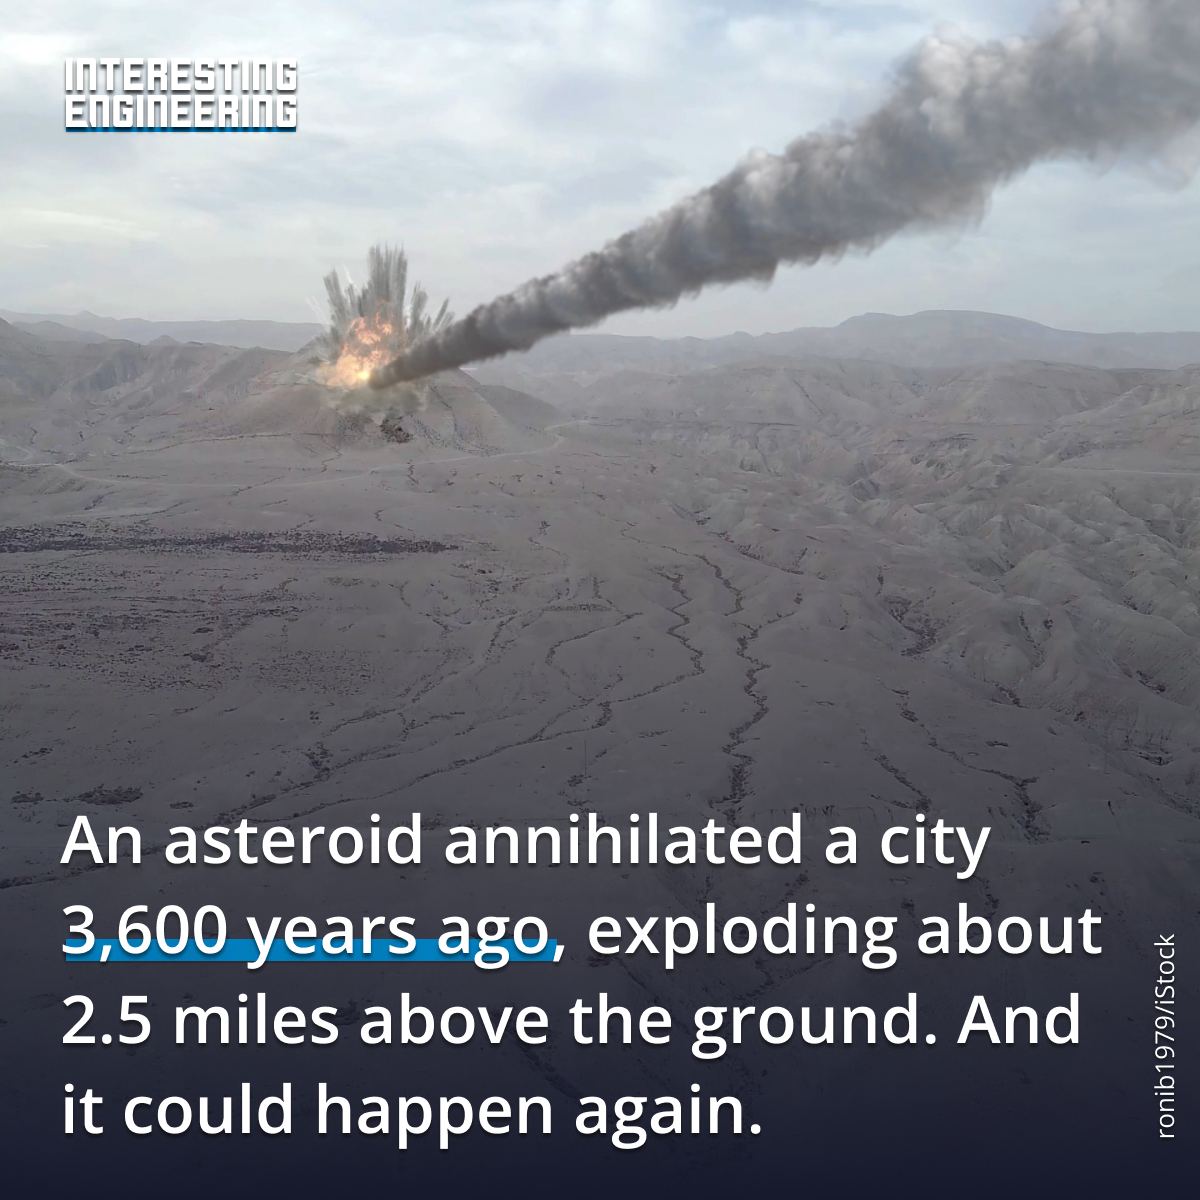 INTERESTING
ENGINEERING
An asteroid annihilated a city
3,600 years ago, exploding about
2.5 miles above the ground. And
it could happen again.
ronib1979/iStock